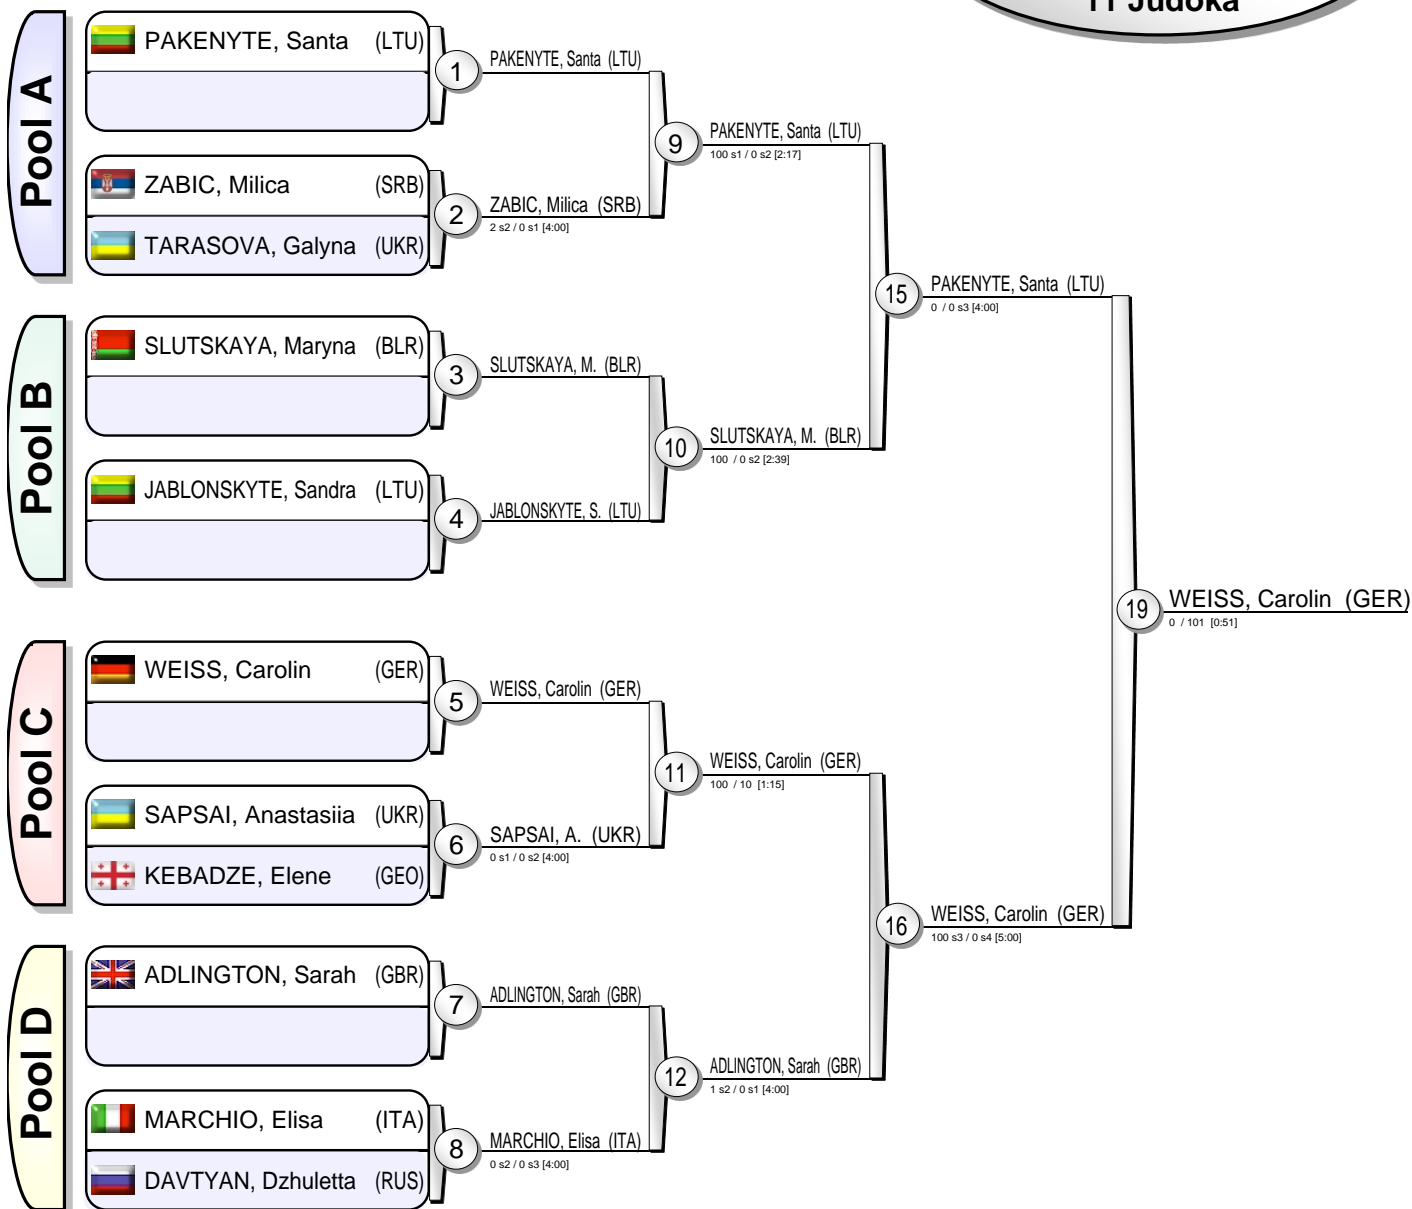 11 Judoka
Pool A
PAKENYTE, Santa (LTU)
ZABIC, Milica (SRB)
TARASOVA, Galyna (UKR)
1
PAKENYTE, Santa (LTU)
2
ZABIC, Milica (SRB)
2 s2 / 0 s1 [4:00]
9
PAKENYTE, Santa (LTU)
100 s1 / 0 s2 [2:17]
Pool B
SLUTSKAYA, Maryna (BLR)
JABLONSKYTE, Sandra (LTU)
3
SLUTSKAYA, M. (BLR)
4
JABLONSKYTE, S. (LTU)
10
SLUTSKAYA, M. (BLR)
100 / 0 s2 [2:39]
15
PAKENYTE, Santa (LTU)
0 / 0 s3 [4:00]
Pool C
WEISS, Carolin (GER)
SAPSAI, Anastasiia (UKR)
KEBADZE, Elene (GEO)
5
WEISS, Carolin (GER)
6
SAPSAI, A. (UKR)
0 s1 / 0 s2 [4:00]
11
WEISS, Carolin (GER)
100 / 10 [1:15]
Pool D
ADLINGTON, Sarah (GBR)
MARCHIO, Elisa (ITA)
DAVTYAN, Dzhuletta (RUS)
7
ADLINGTON, Sarah (GBR)
8
MARCHIO, Elisa (ITA)
0 s2 / 0 s3 [4:00]
12
ADLINGTON, Sarah (GBR)
1 s2 / 0 s1 [4:00]
16
WEISS, Carolin (GER)
100 s3 / 0 s4 [5:00]
19
WEISS, Carolin (GER)
0 / 101 [0:51]